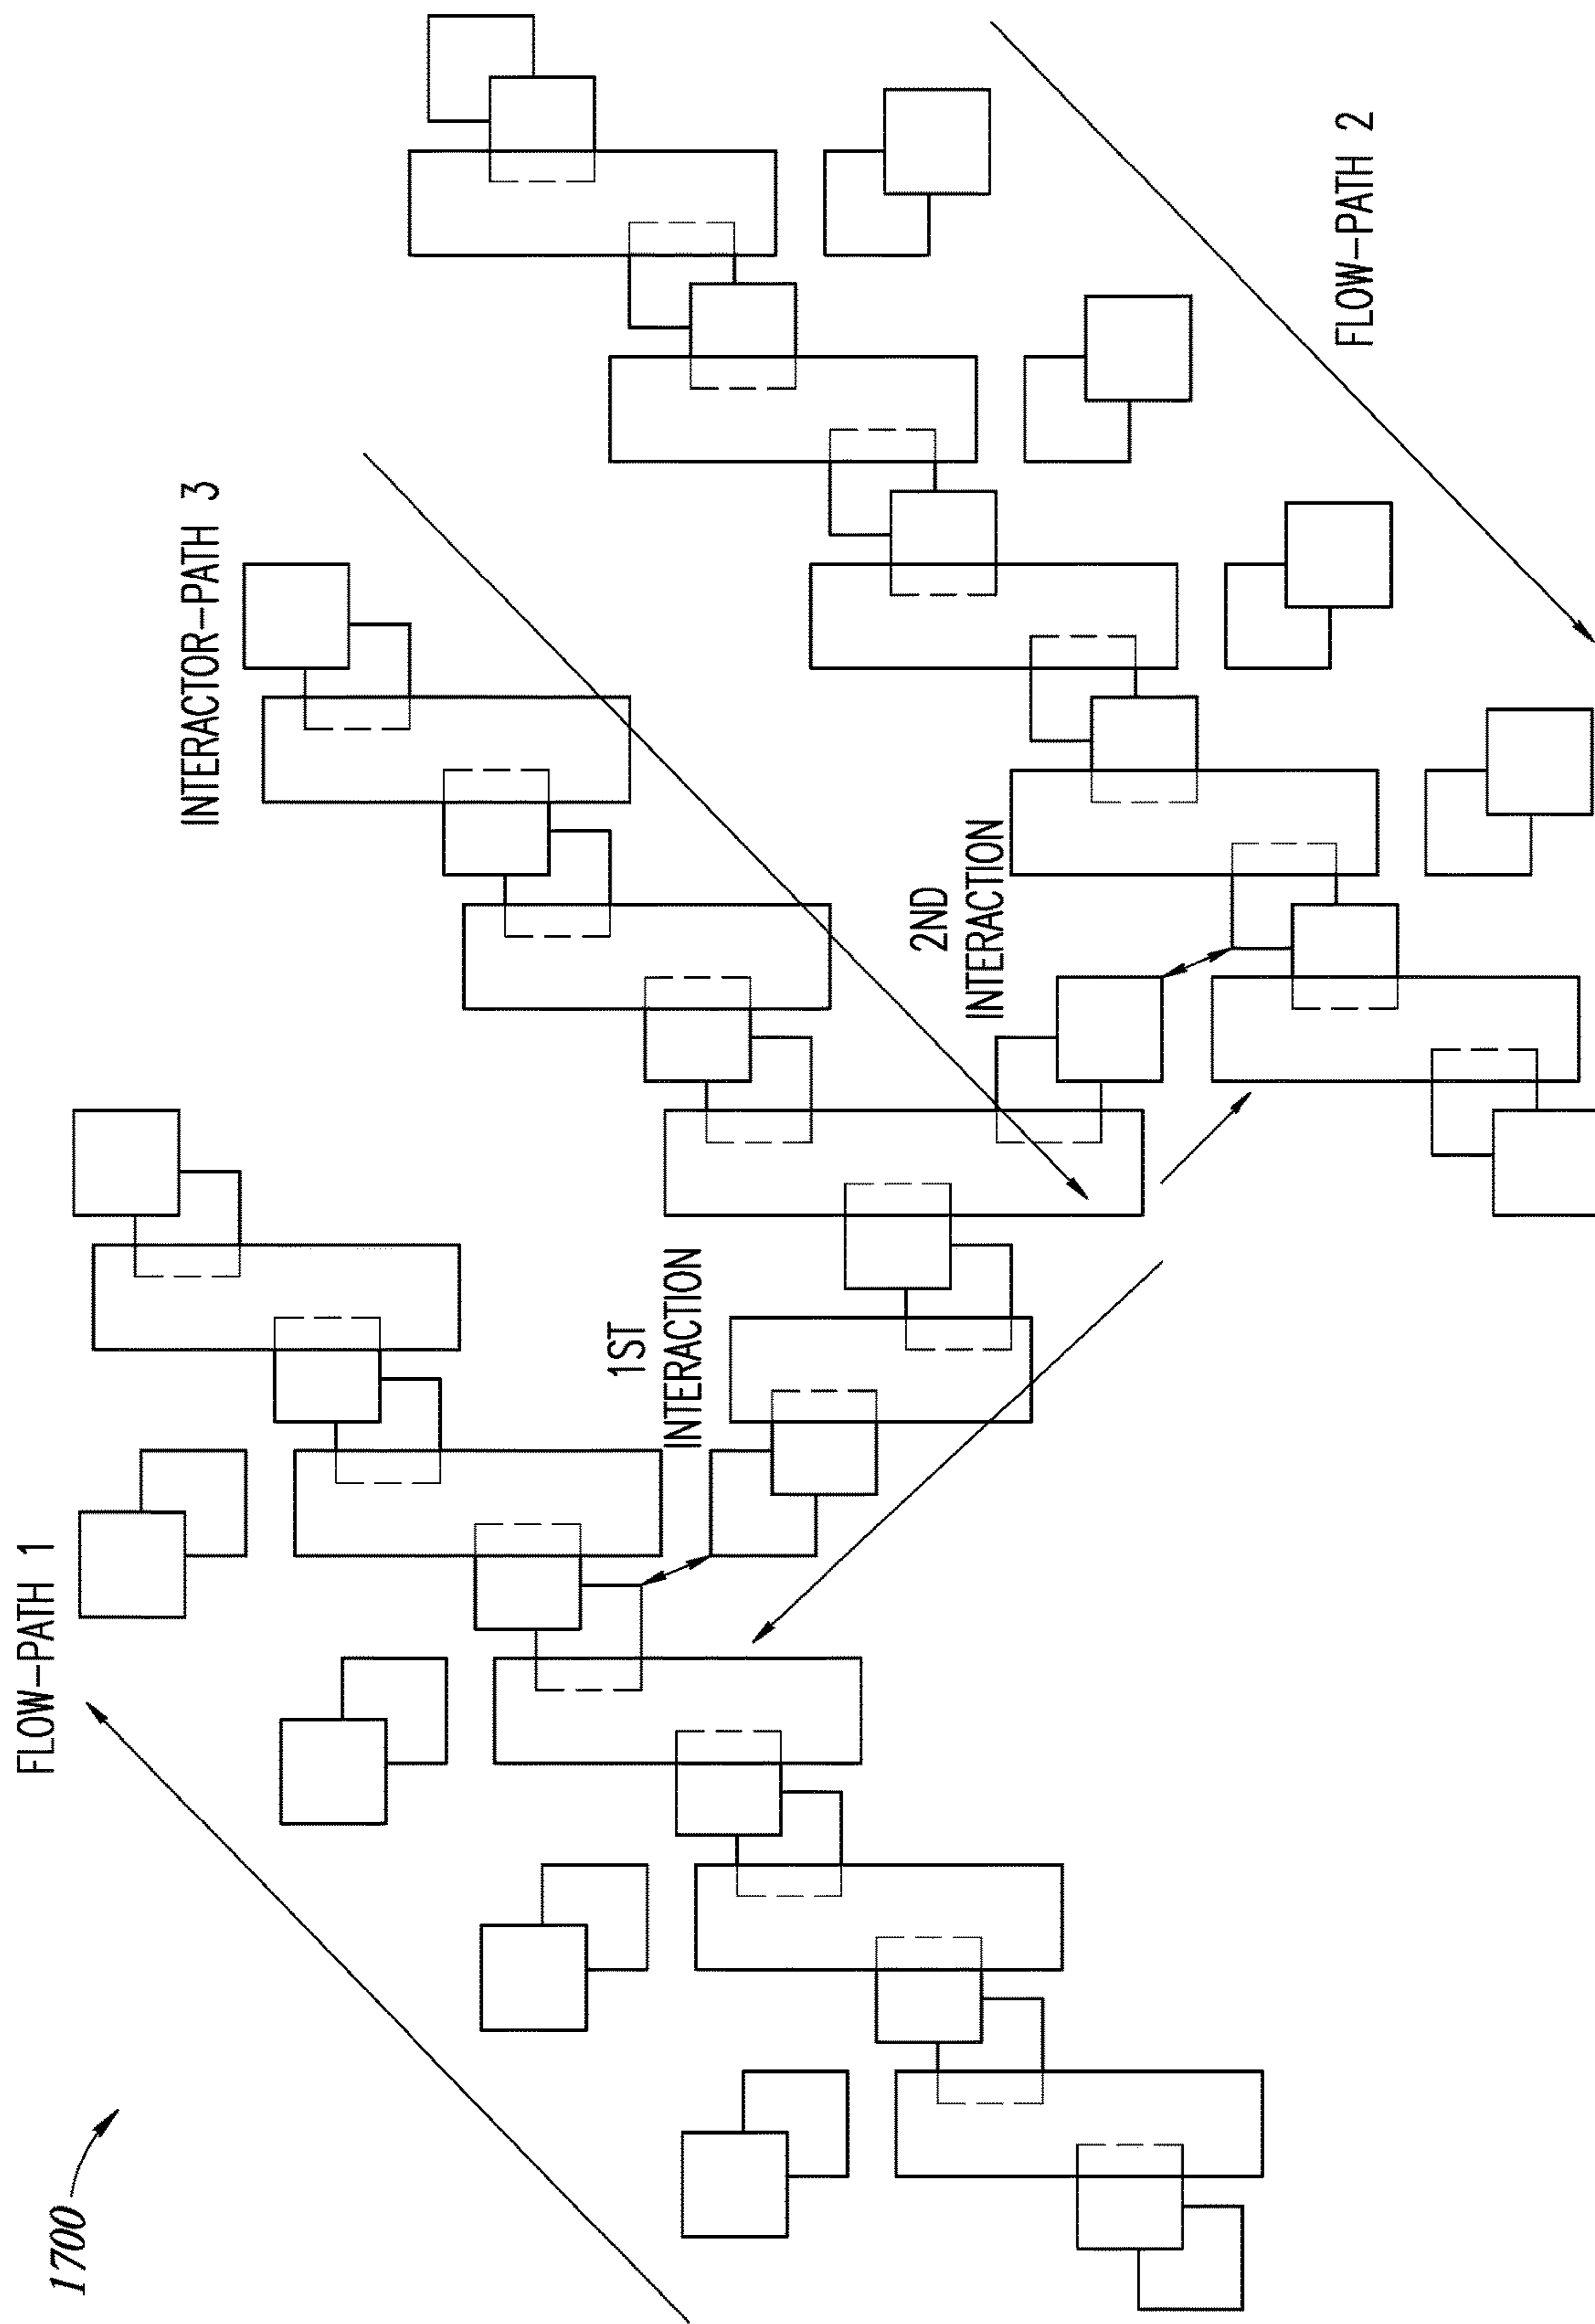 1700
FLOW-PATH 1
1ST
INTERACTION
INTERACTOR-PATH 3
2ND
INTERACTION
FLOW-PATH 2